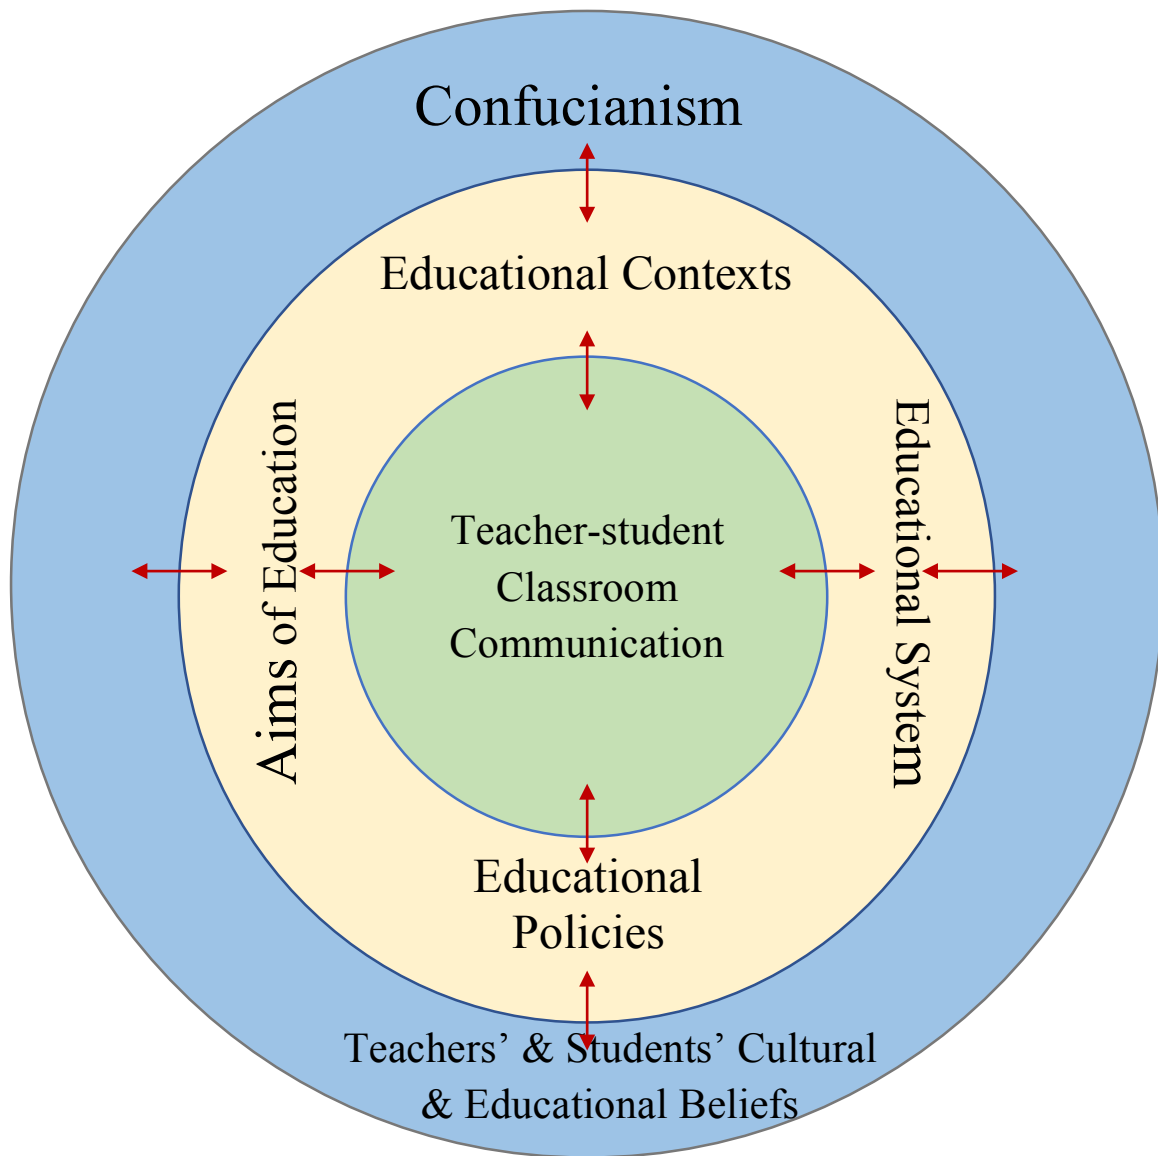 Confucianism
Educational Contexts
Aims of Education
Educational System
Teacher-student
Classroom
Communication
Educational
Policies
Teachers’ & Students’ Cultural
& Educational Beliefs